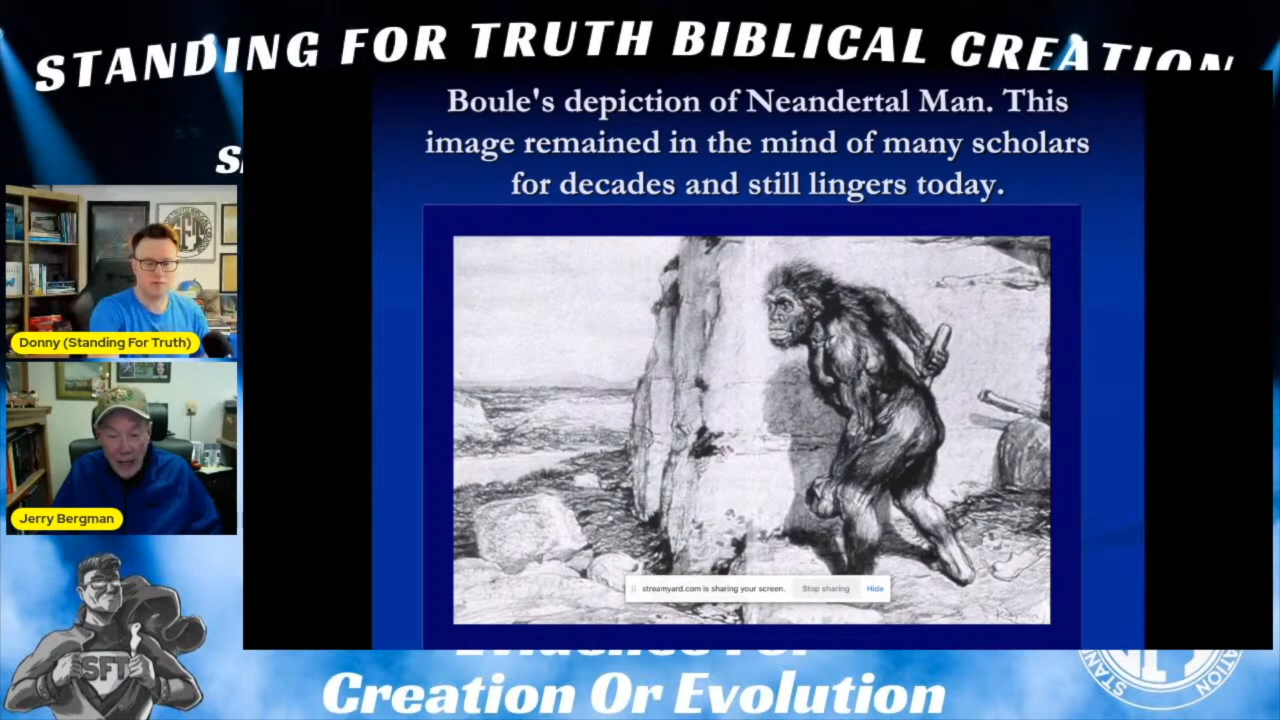 STANDING FOR TRUTH BIBLICAL CREATION
Boule's depiction of Neandertal Man. This
image remained in the mind of many scholars
for decades and still lingers today.
SFT
Donny (Standing For Truth)
Jerry Bergman
streamyard.com is sharing your screen. Stop sharing Hide
SFT
Creation Or Evolution